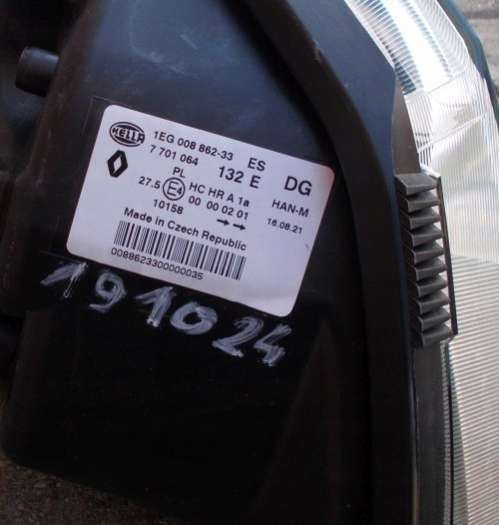 HELLA
1EG 008 862-33 ES
7 701 064 132 E DG
PL HC HR A 1a HAN-M
27.5 E4 00 00 02 01 16.08.21
10158
Made in Czech Republic
0088623300000035
191024